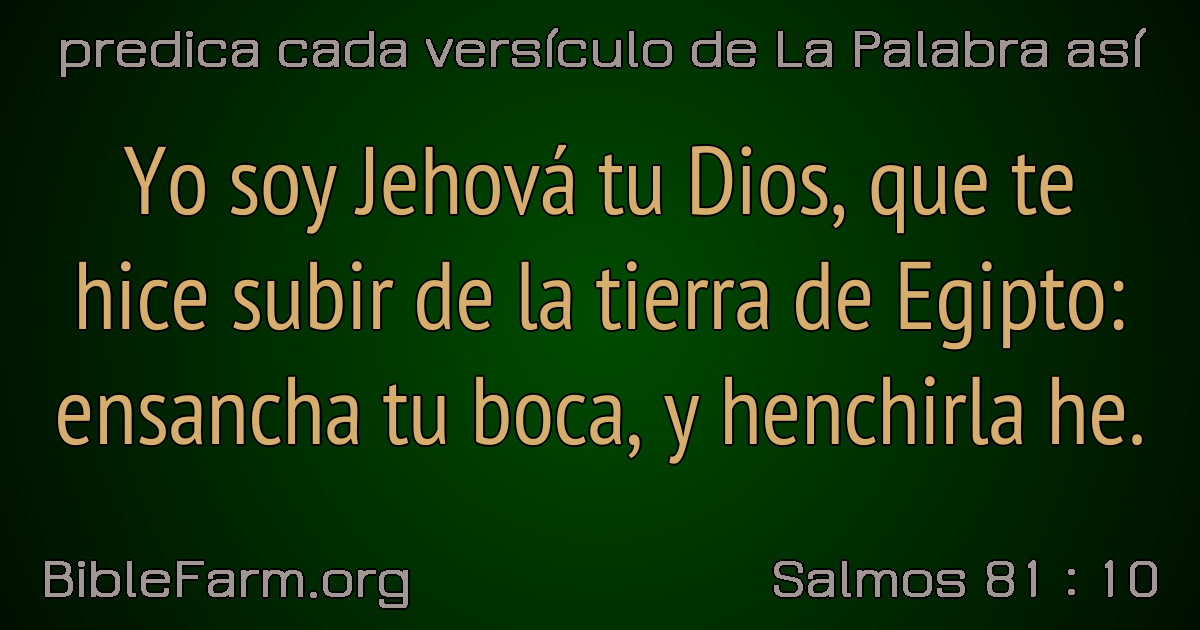 predica cada versículo de La Palabra así
Yo soy Jehová tu Dios, que te
hice subir de la tierra de Egipto:
ensancha tu boca, y henchirla he.
BibleFarm.org
Salmos 81 : 10